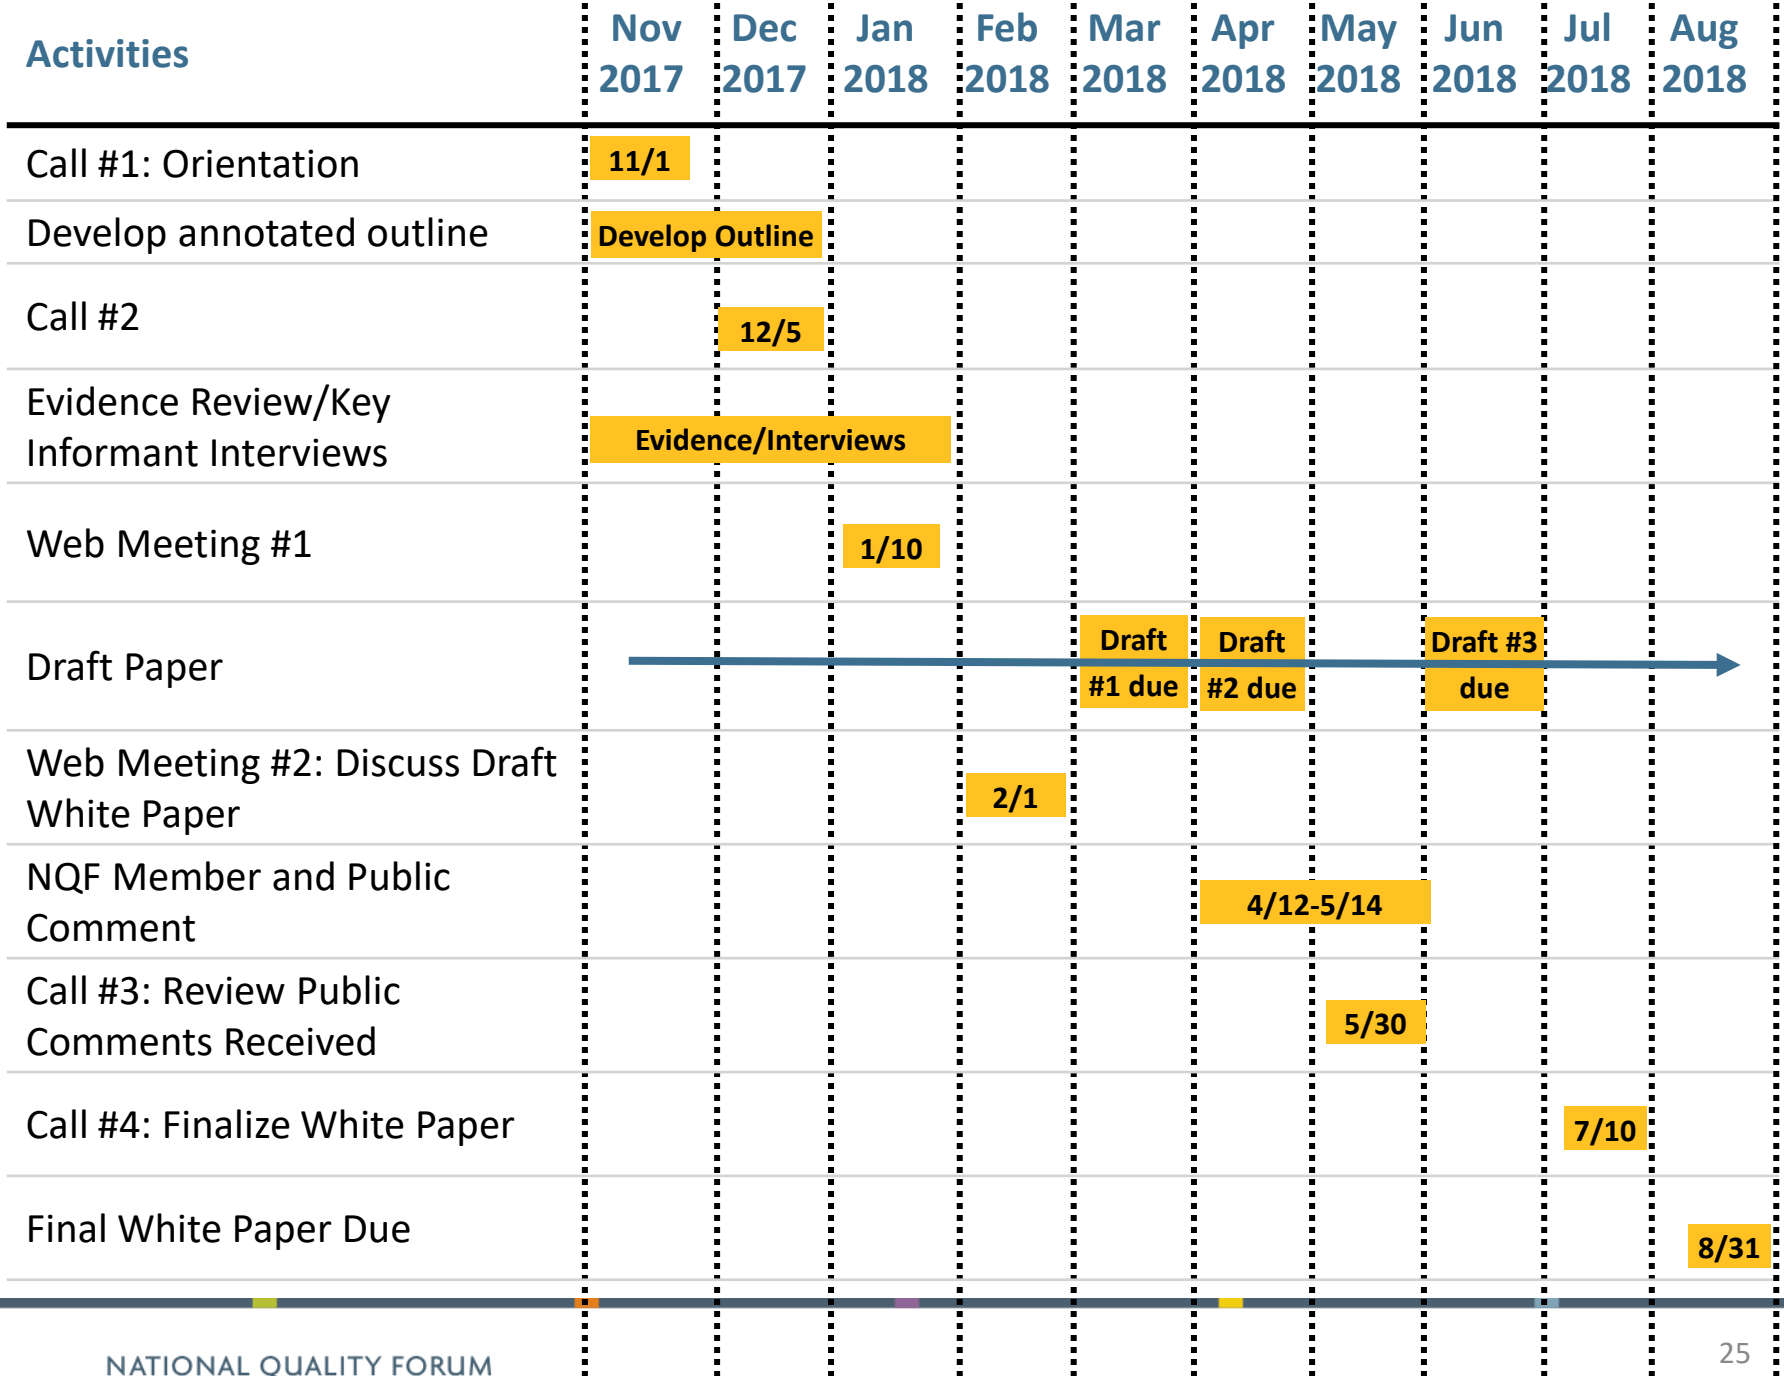 Activities
Nov Dec Jan Feb Mar Apr May Jun Jul Aug
2017 2017 2018 2018 2018 2018 2018 2018 2018 2018
Call #1: Orientation
11/1
Develop annotated outline
Develop Outline
Call #2
12/5
Evidence Review/Key
Informant Interviews
Evidence/Interviews
Web Meeting #1
1/10
Draft Paper
Draft
#1 due
Draft
#2 due
Draft #3
due
Web Meeting #2: Discuss Draft
White Paper
2/1
NQF Member and Public
Comment
4/12-5/14
Call #3: Review Public
Comments Received
5/30
Call #4: Finalize White Paper
7/10
Final White Paper Due
8/31
NATIONAL QUALITY FORUM
25